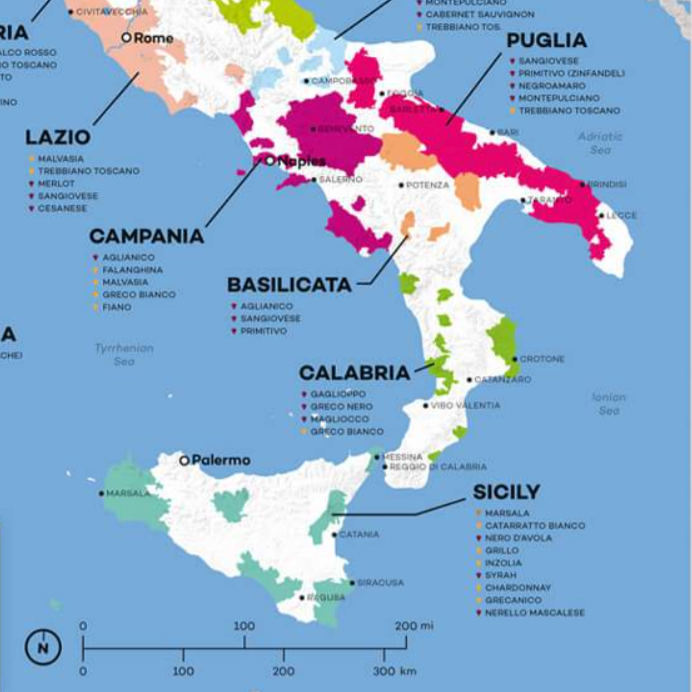 MONTEPULCIANO
CABERNET SAUVIGNON
TREBBIANO TOS.
CIVITAVECCHIA
Rome
RIA
ALCO ROSSO
O TOSCANO
TO
INO
PUGLIA
SANGIOVESE
PRIMITIVO (ZINFANDEL)
NEGROAMARO
MONTEPULCIANO
TREBBIANO TOSCANO
CAMPOBASSO
FOGGIA
BARLETTA
BARI
Adriatic
Sea
LAZIO
MALVASIA
TREBBIANO TOSCANO
MERLOT
SANGIOVESE
CESANESE
BENEVENTO
Naples
SALERNO
POTENZA
BRINDISI
TARANTO
LECCE
CAMPANIA
AGLIANICO
FALANGHINA
MALVASIA
GRECO BIANCO
FIANO
BASILICATA
AGLIANICO
SANGIOVESE
PRIMITIVO
A
CHE)
Tyrrhenian
Sea
CALABRIA
GAGLIOPPO
GRECO NERO
MAGLIOCCO
GRECO BIANCO
CROTONE
CATANZARO
VIBO VALENTIA
Ionian
Sea
Palermo
MESSINA
REGGIO DI CALABRIA
MARSALA
SICILY
MARSALA
CATARRATTO BIANCO
NERO D'AVOLA
GRILLO
INZOLIA
SYRAH
CHARDONNAY
GRECANICO
NERELLO MASCALESE
CATANIA
SIRACUSA
RAGUSA
N
0 100 200 mi
0 100 200 300 km